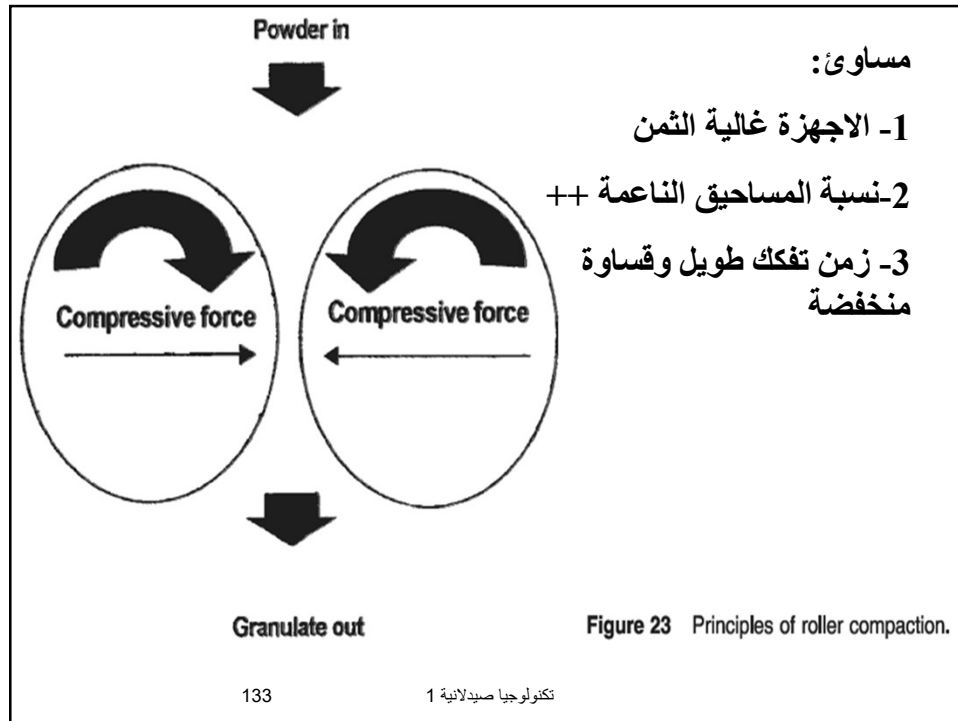 Powder in
مساوئ:
1- الاجهزة غالية الثمن
2-نسبة المساحيق الناعمة ++
3- زمن تفكك طويل وقساوة
منخفضة
Compressive force
Compressive force
Granulate out
Figure 23 Principles of roller compaction.
133
تكنولوجيا صيدلانية 1